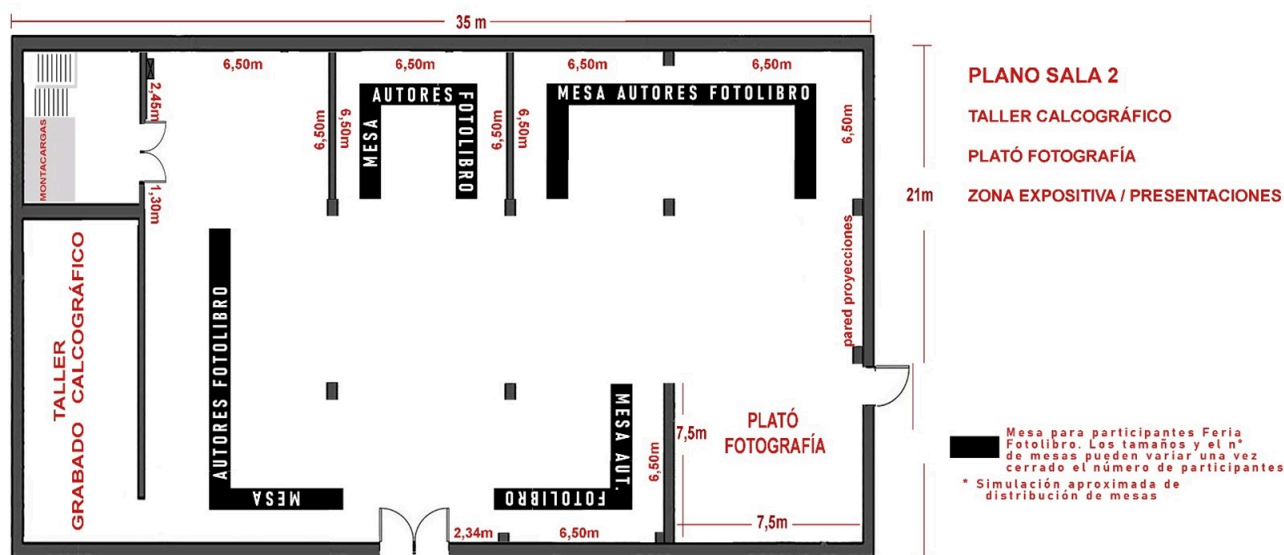 35 m
6,50m
6,50m
6,50m
6,50m
2,45m
6,50m
6,50m
6,50m
6,50m
6,50m
MESA
AUTORES
FOTOLIBRO
MESA AUTORES FOTOLIBRO
MONTACARGAS
1,30m
21m
PLANO SALA 2
TALLER CALCOGRÁFICO
PLATÓ FOTOGRAFÍA
ZONA EXPOSITIVA / PRESENTACIONES
TALLER
GRABADO CALCOGRÁFICO
AUTORES FOTOLIBRO
MESA
pared proyecciones
MESA AUT.
FOTOLIBRO
6,50m
7,5m
PLATÓ
FOTOGRAFÍA
7,5m
2,34m
6,50m
Mesa para participantes Feria
Fotolibro. Los tamaños y el nº
de mesas pueden variar una vez
cerrado el número de participantes
* Simulación aproximada de
distribución de mesas